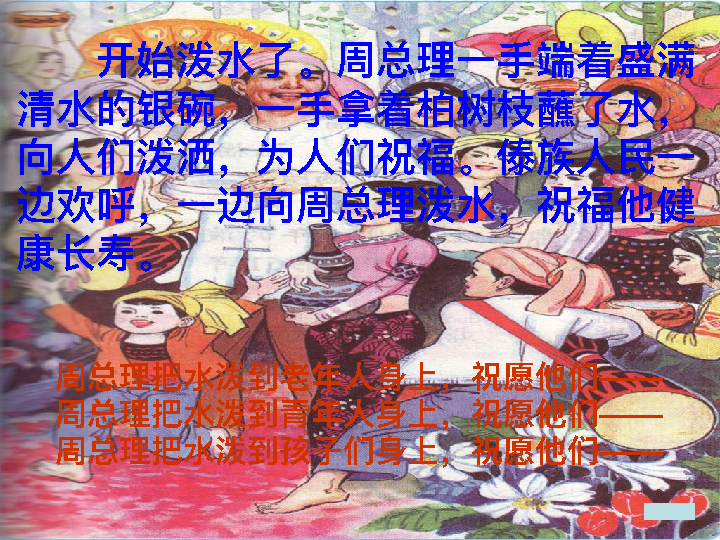 开始泼水了。周总理一手端着盛满
清水的银碗，一手拿着柏树枝蘸了水，
向人们泼洒，为人们祝福。傣族人民一
边欢呼，一边向周总理泼水，祝福他健
康长寿。
周总理把水泼到老年人身上，祝愿他们——
周总理把水泼到青年人身上，祝愿他们——
周总理把水泼到孩子们身上，祝愿他们——